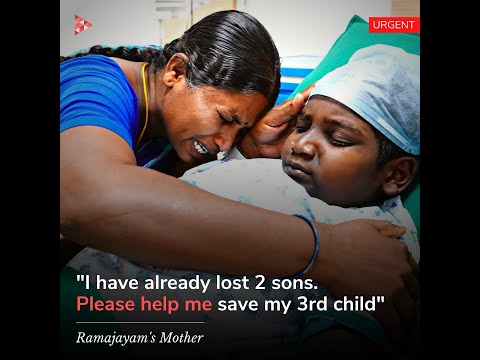 URGENT
"I have already lost 2 sons.
Please help me save my 3rd child"
Ramajayam's Mother